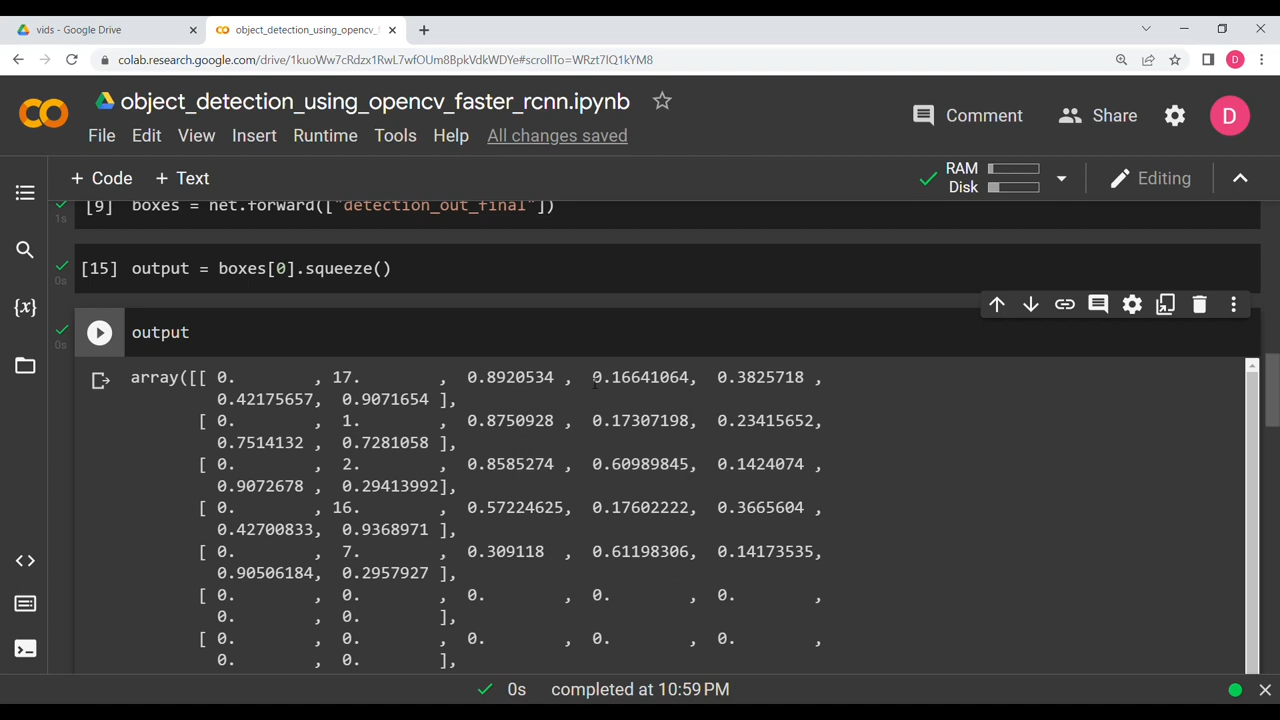 vids - Google Drive
object_detection_using_opencv_f
colab.research.google.com/drive/1kuoWw7cRdzx1RwL7wfOUm8BpkVdkWDTo#scrollTo=WRzt7IQ1kYM8
D
object_detection_using_opencv_faster_rcnn.ipynb
Comment Share D
File Edit View Insert Runtime Tools Help All changes saved
+ Code + Text RAM Disk Editing
[9] boxes = net.forward(["detection_out_final"])
1s
[15] output = boxes[0].squeeze()
0s
output
0s
array([[ 0. , 17. , 0.8920534 , 0.16641064, 0.3825718 ,
0.42175657, 0.9071654 ],
[ 0. , 1. , 0.8750928 , 0.17307198, 0.23415652,
0.7514132 , 0.7281058 ],
[ 0. , 2. , 0.8585274 , 0.60989845, 0.1424074 ,
0.9072678 , 0.29413992],
[ 0. , 16. , 0.57224625, 0.17602222, 0.3665604 ,
0.42700833, 0.9368971 ],
[ 0. , 7. , 0.309118 , 0.61198306, 0.14173535,
0.90506184, 0.2957927 ],
[ 0. , 0. , 0. , 0. , 0. ,
0. , 0. ],
[ 0. , 0. , 0. , 0. , 0. ,
0. , 0. ],
0s completed at 10:59 PM